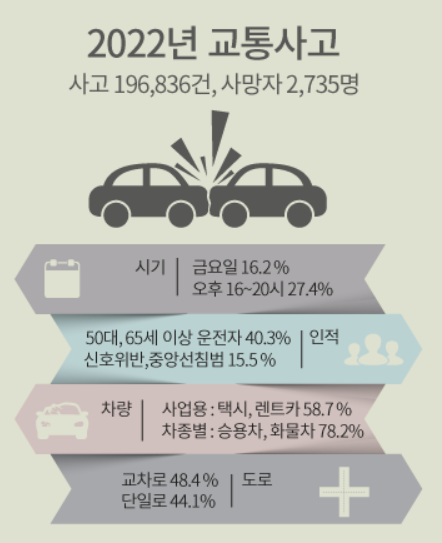 2022년 교통사고
사고 196,836건, 사망자 2,735명
시기
금요일 16.2 %
오후 16~20시 27.4%
50대, 65세 이상 운전자 40.3%
신호위반,중앙선침범 15.5 %
인적
차량
사업용 : 택시, 렌트카 58.7 %
차종별 : 승용차, 화물차 78.2%
교차로 48.4 %
단일로 44.1%
도로